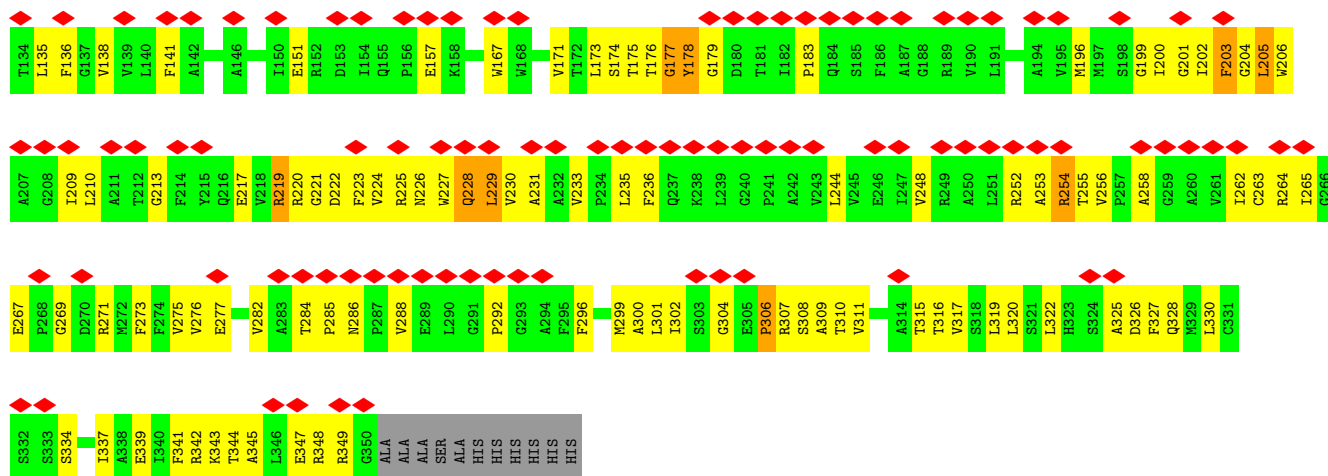 T134 L135 F136 G137 V138 V139 L140 F141 A142 A146 I150 E151 R152 D153 I154 Q155 P156 E157 K158 W167 W168 V171 T172 L173 S174 T175 T176 G177 Y178 G179 D180 T181 I182 P183 Q184 S185 F186 A187 G188 R189 V190 L191 A194 V195 M196 M197 S198 G199 I200 G201 I202 F203 G204 L205 W206
A207 G208 I209 L210 A211 T212 G213 F214 Y215 Q216 E217 V218 R219 R220 G221 D222 F223 V224 R225 N226 W227 Q228 L229 V230 A231 A232 V233 P234 L235 F236 Q237 K238 L239 G240 P241 A242 V243 L244 V245 E246 I247 V248 R249 A250 L251 R252 A253 R254 T255 V256 P257 A258 G259 A260 V261 I262 C263 R264 I265 G266
E267 P268 G269 D270 R271 M272 F273 F274 V275 V276 E277 V282 A283 T284 P285 N286 P287 V288 E289 L290 G291 P292 G293 A294 F295 F296 M299 A300 L301 I302 S303 G304 E305 P306 R307 S308 A309 T310 V311 A314 T315 T316 V317 S318 L319 L320 S321 L322 H323 S324 A325 D326 F327 Q328 M329 L330 C331
S332 S333 S334 I337 A338 E339 I340 F341 R342 K343 T344 A345 L346 E347 R348 R349 G350 ALA ALA ALA SER ALA HIS HIS HIS HIS HIS HIS